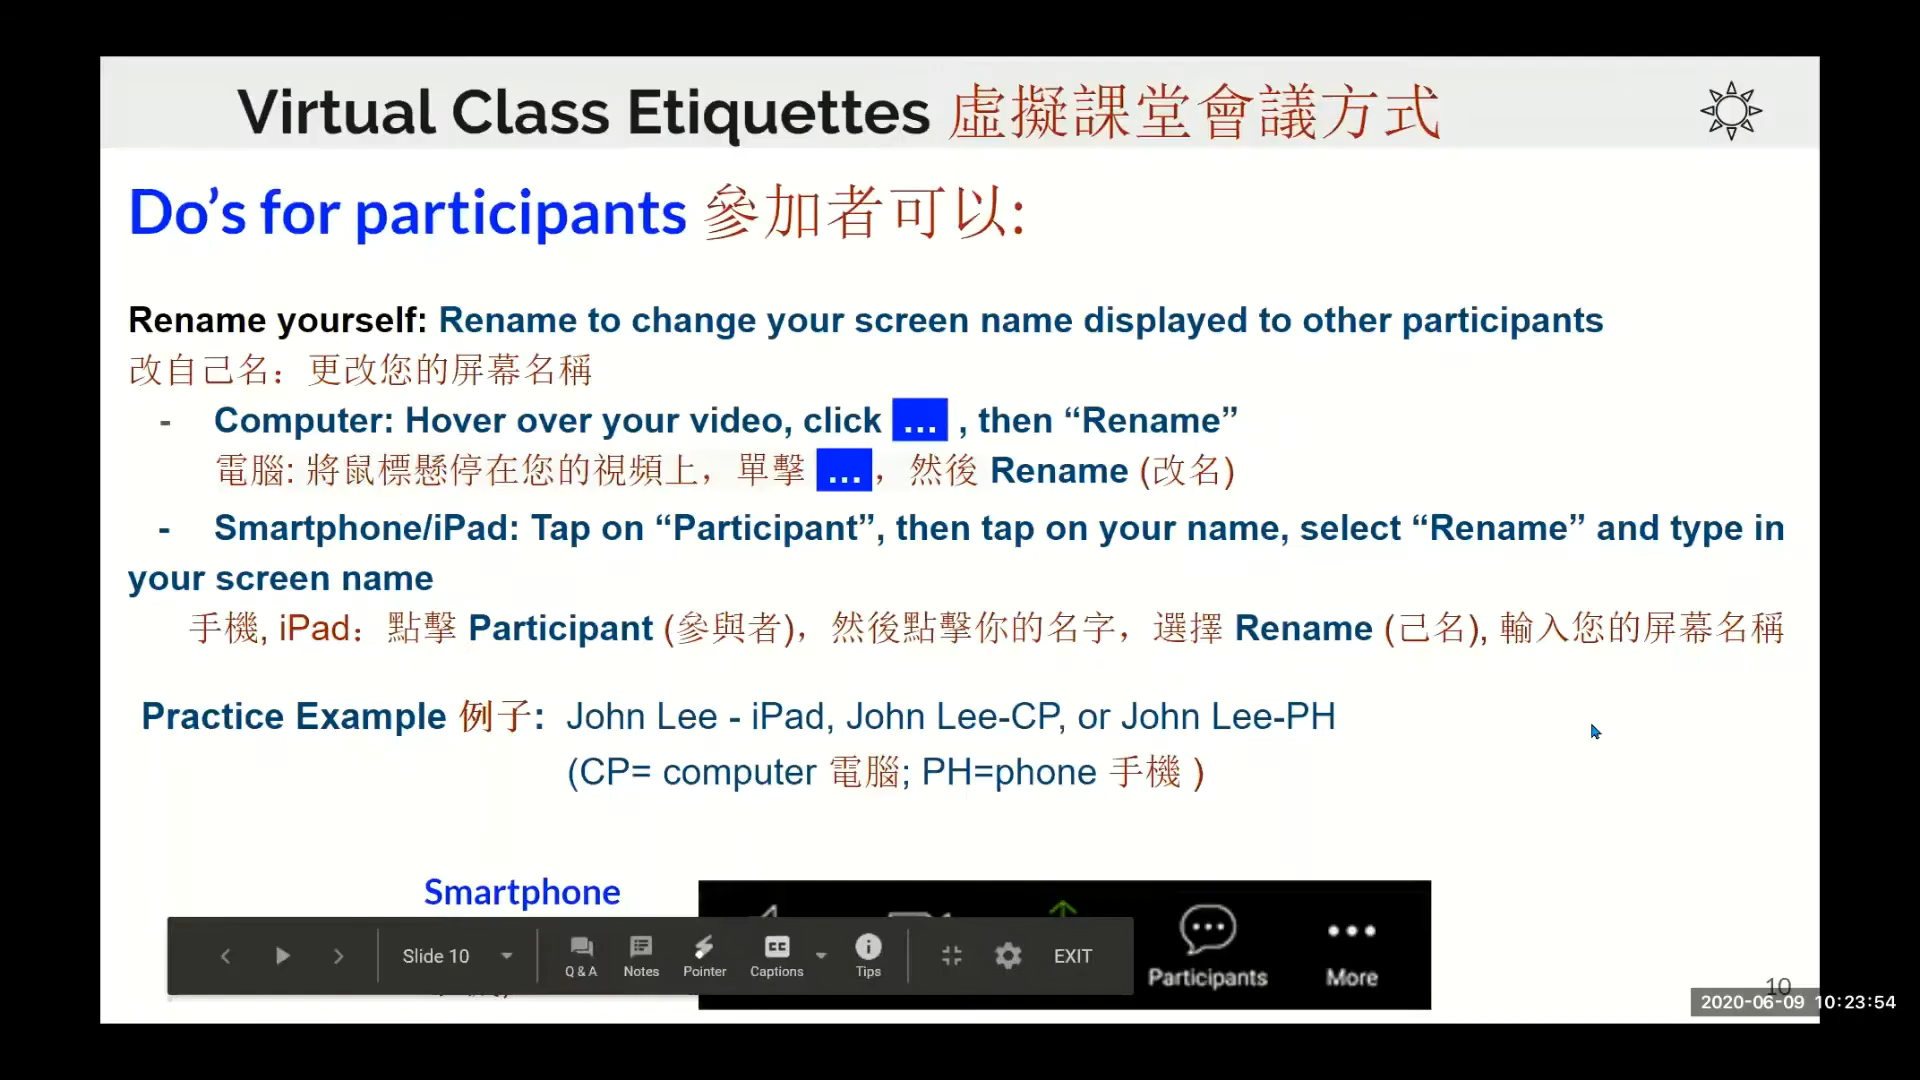 Virtual Class Etiquettes 虛擬課堂會議方式
Do’s for participants 參加者可以:
Rename yourself: Rename to change your screen name displayed to other participants
改自己名：更改您的屏幕名稱
- Computer: Hover over your video, click ... , then “Rename”
電腦: 將鼠標懸停在您的視頻上，單擊 ...，然後 Rename (改名)
- Smartphone/iPad: Tap on “Participant”, then tap on your name, select “Rename” and type in
your screen name
手機, iPad：點擊 Participant (參與者)，然後點擊你的名字，選擇 Rename (己名), 輸入您的屏幕名稱
Practice Example 例子: John Lee - iPad, John Lee-CP, or John Lee-PH
(CP= computer 電腦; PH=phone 手機 )
Smartphone
Slide 10
Q & A
Notes
Pointer
CC
Captions
Tips
EXIT
Participants
More
10
2020-06-09 10:23:54